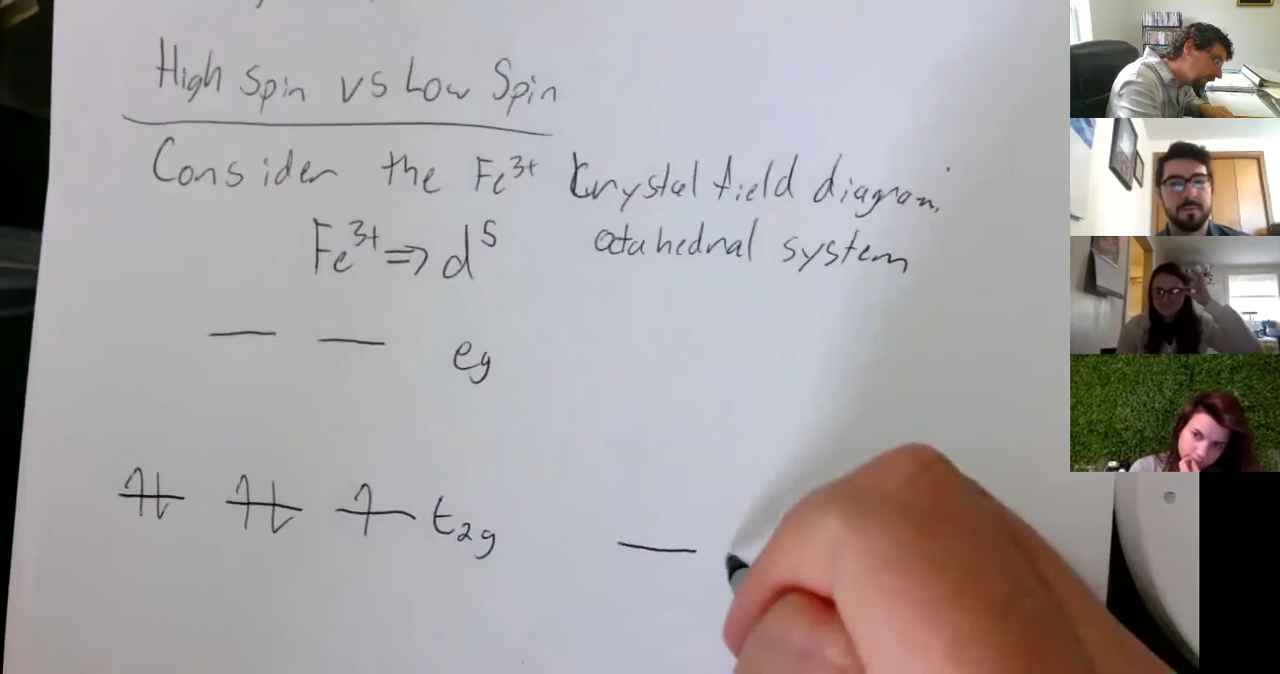 High Spin vs Low Spin
Consider the Fe³⁺ Crystal field diagram,
Fe³⁺ ⇒ d⁵ octahedral system
eg
t₂g